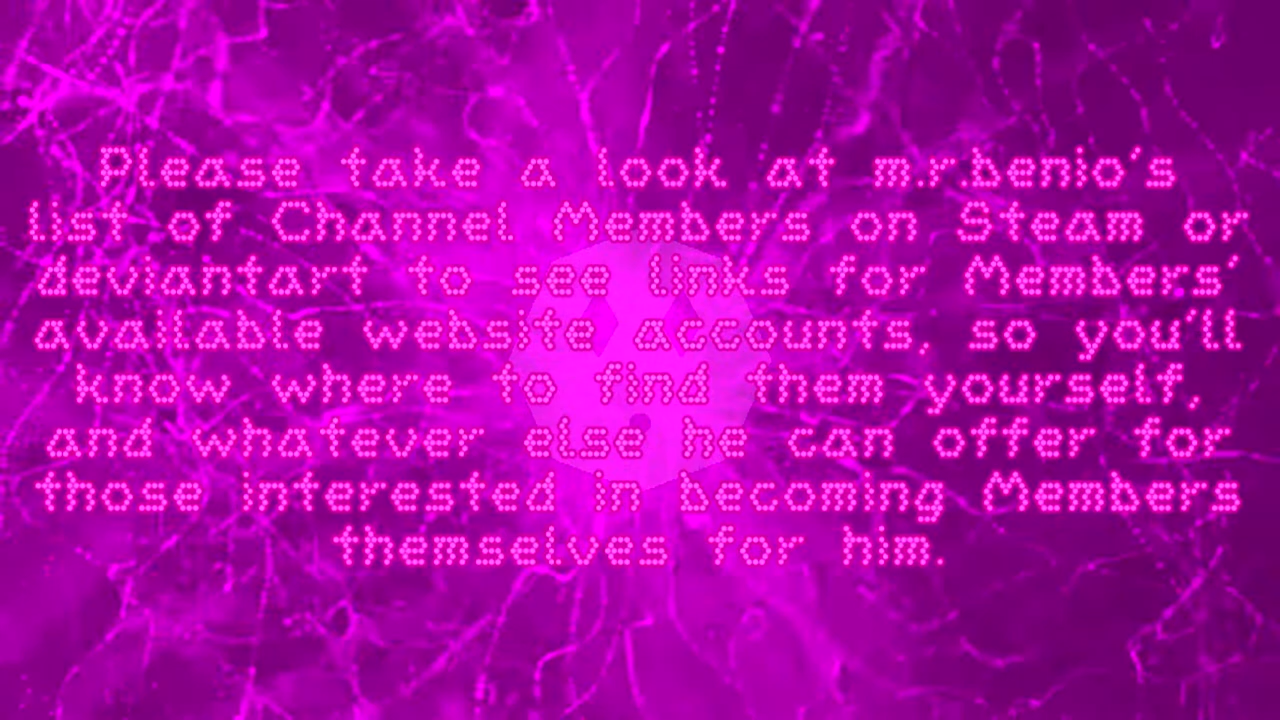 Please take a look at m.r.benio's
list of Channel Members on Steam or
deviantart to see links for Members'
available website accounts, so you'll
know where to find them yourself,
and whatever else he can offer for
those interested in becoming Members
themselves for him.